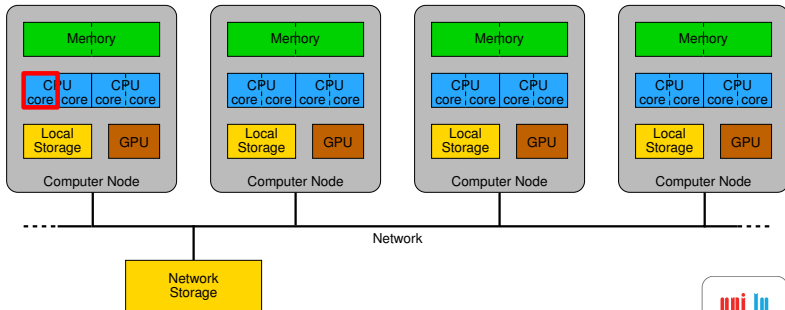 Memory
Memory
Memory
Memory
CPU CPU
CPU CPU
CPU CPU
CPU CPU
core core core core
core core core core
core core core core
core core core core
Local
Storage
GPU
Local
Storage
GPU
Local
Storage
GPU
Local
Storage
GPU
Computer Node
Computer Node
Computer Node
Computer Node
Network
Network
Storage
uni lu